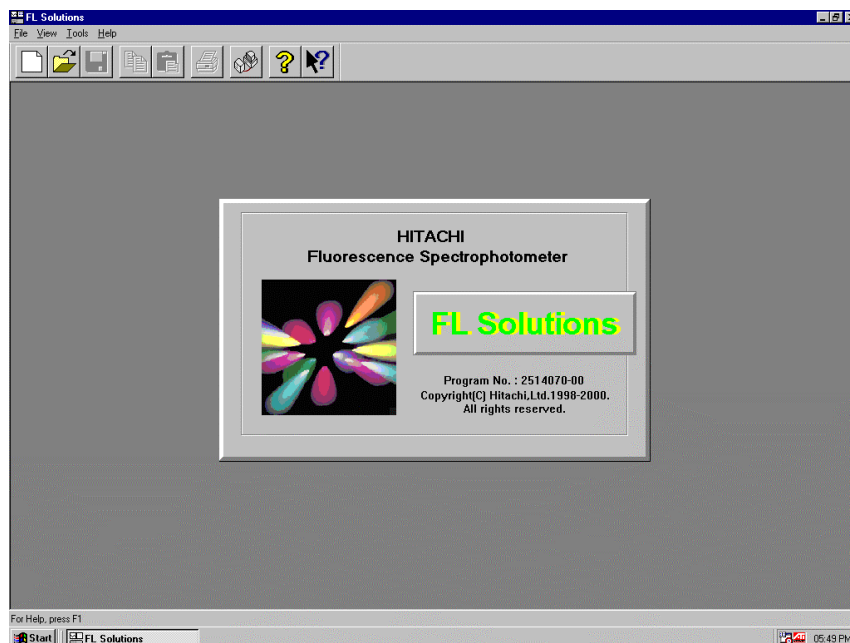 FL Solutions
File View Tools Help
HITACHI
Fluorescence Spectrophotometer
FL Solutions
Program No. : 2514070-00
Copyright(C) Hitachi,Ltd.1998-2000.
All rights reserved.
For Help, press F1
Start FL Solutions 05:49 PM